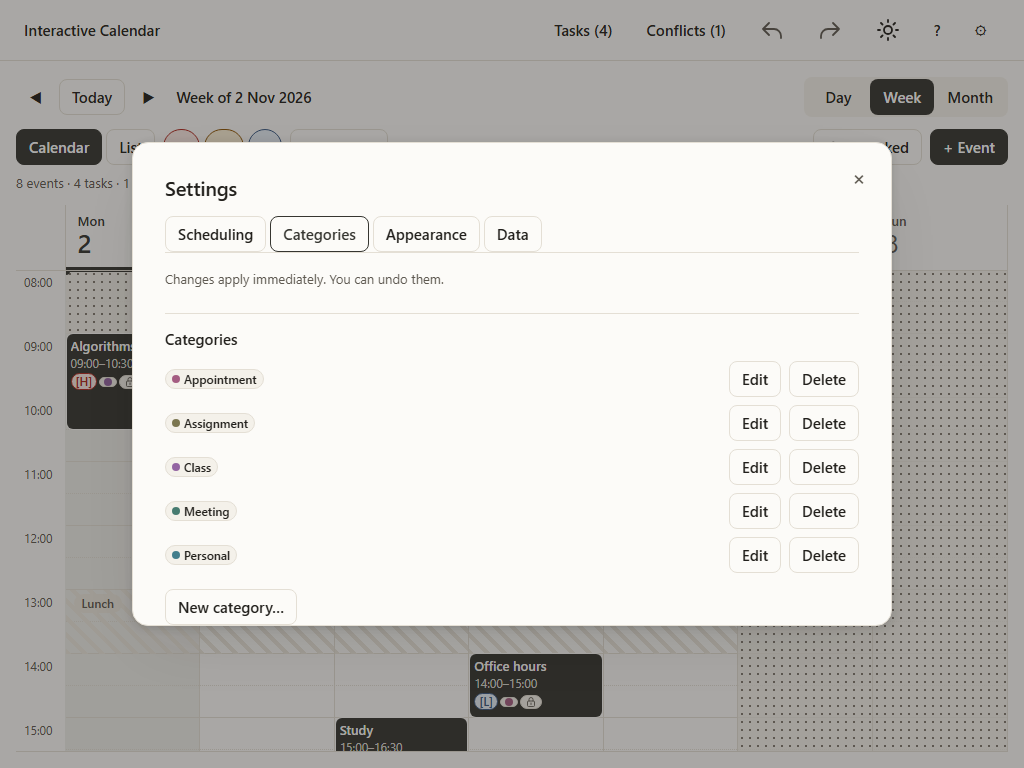 Interactive Calendar
Tasks (4)
Conflicts (1)
?
Today
Week of 2 Nov 2026
Day
Week
Month
Calendar
+ Event
8 events · 4 tasks · 1
Mon
2
08:00
09:00
10:00
11:00
12:00
13:00
14:00
15:00
Algorithms
09:00–10:30
[H]
Lunch
Settings
×
Scheduling
Categories
Appearance
Data
Changes apply immediately. You can undo them.
Categories
Appointment
Edit
Delete
Assignment
Edit
Delete
Class
Edit
Delete
Meeting
Edit
Delete
Personal
Edit
Delete
New category...
Office hours
14:00–15:00
[L]
Study
15:00–16:30